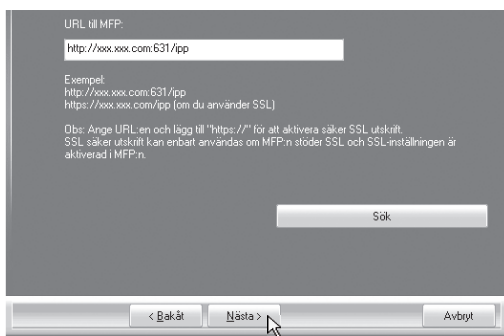 URL till MFP:
http://xxx.xxx.com:631/ipp
Exempel:
http://xxx.xxx.com:631/ipp
https://xxx.xxx.com/ipp (om du använder SSL)
Obs: Ange URL:en och lägg till "https://" för att aktivera säker SSL utskrift.
SSL säker utskrift kan enbart användas om MFP:n stöder SSL och SSL-inställningen är
aktiverad i MFP:n.
Sök
< Bakåt Nästa > Avbryt